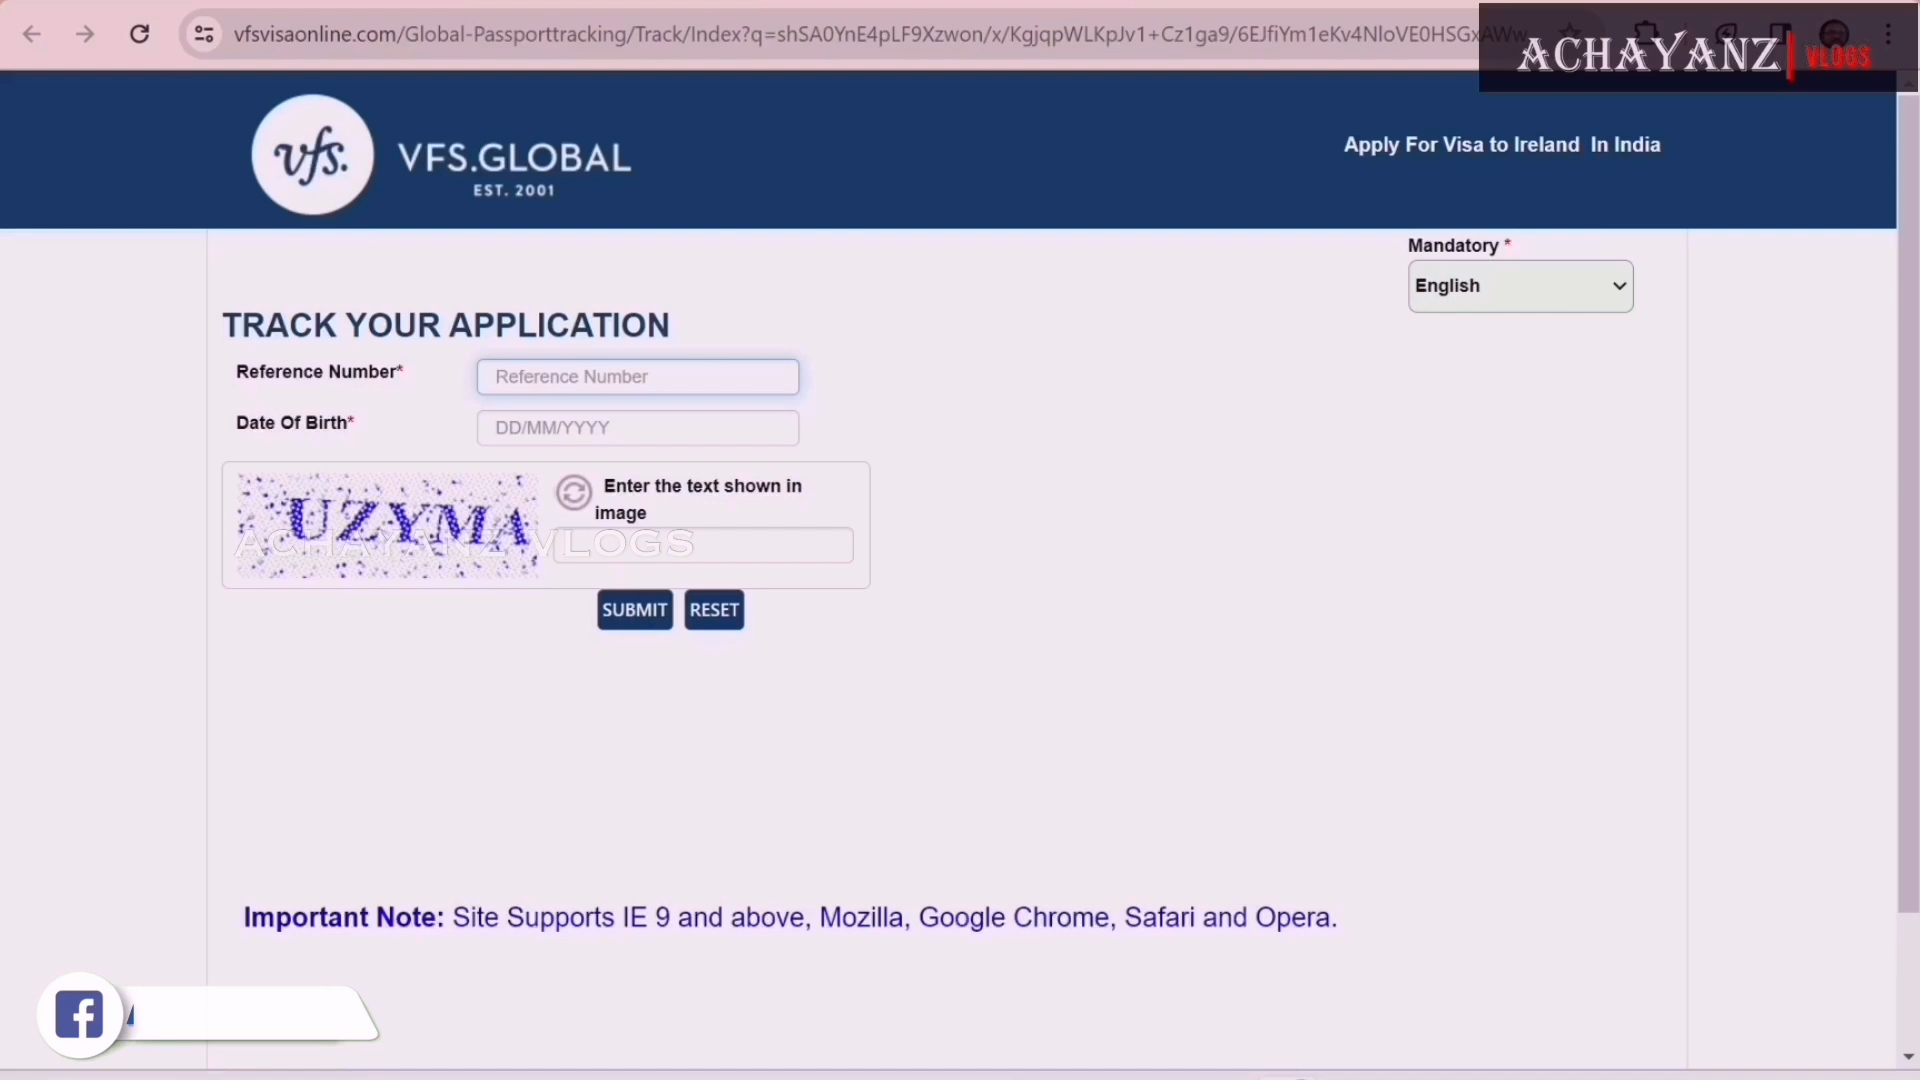 vfsvisaonline.com/Global-Passporttracking/Track/Index?q=shSA0YnE4pLF9Xzwon/x/KgjqpWLKpJv1+Cz1ga9/6EJfiYm1eKv4NloVE0HSGxAWw
ACHAYANZ VLOGS
vfs.
VFS.GLOBAL
EST. 2001
Apply For Visa to Ireland In India
Mandatory *
English
TRACK YOUR APPLICATION
Reference Number*
Reference Number
Date Of Birth*
DD/MM/YYYY
UZYMA
Enter the text shown in
image
ACHAYANZ VLOGS
SUBMIT RESET
Important Note: Site Supports IE 9 and above, Mozilla, Google Chrome, Safari and Opera.
f